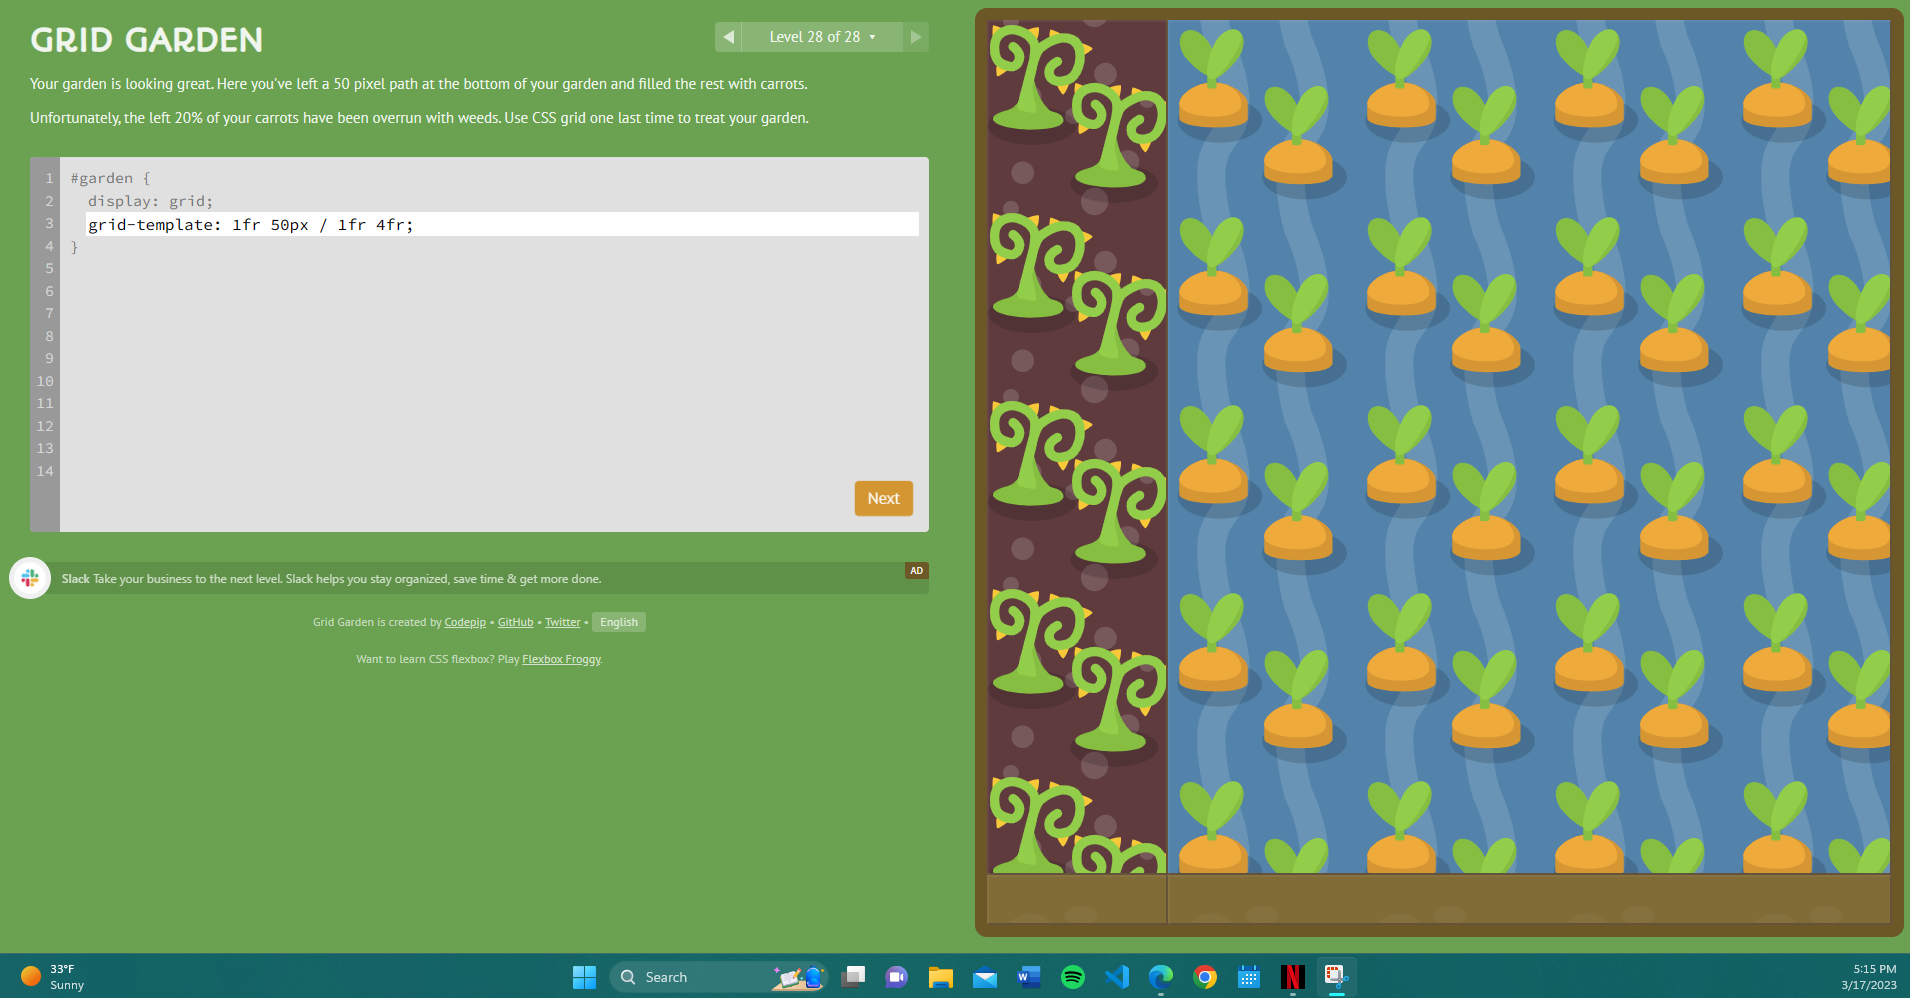 GRID GARDEN
◀ Level 28 of 28 ▾ ▶
Your garden is looking great. Here you've left a 50 pixel path at the bottom of your garden and filled the rest with carrots.
Unfortunately, the left 20% of your carrots have been overrun with weeds. Use CSS grid one last time to treat your garden.
1 #garden {
2 display: grid;
3 grid-template: 1fr 50px / 1fr 4fr;
4 }
5
6
7
8
9
10
11
12
13
14
Next
Slack Take your business to the next level. Slack helps you stay organized, save time & get more done.
AD
Grid Garden is created by Codepip • GitHub • Twitter • English
Want to learn CSS flexbox? Play Flexbox Froggy.
33°F
Sunny
Search
W
N
5:15 PM
3/17/2023